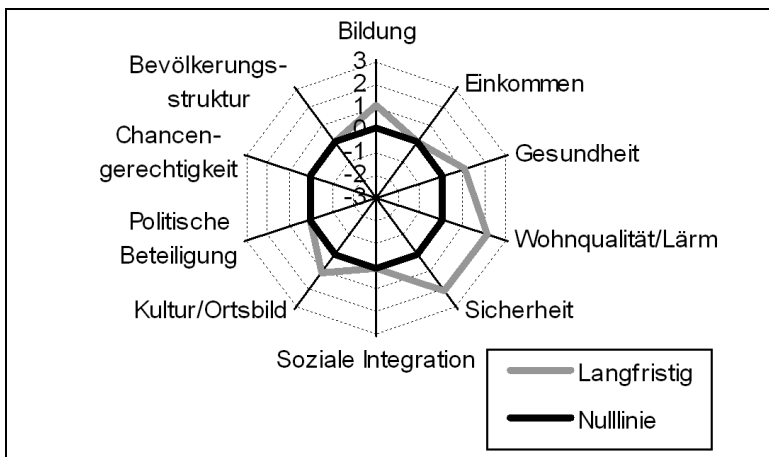 Bildung
Einkommen
Gesundheit
Wohnqualität/Lärm
Sicherheit
Soziale Integration
Kultur/Ortsbild
Politische
Beteiligung
Chancen-
gerechtigkeit
Bevölkerungs-
struktur
3
2
1
0
-1
-2
-3
Langfristig
Nulllinie